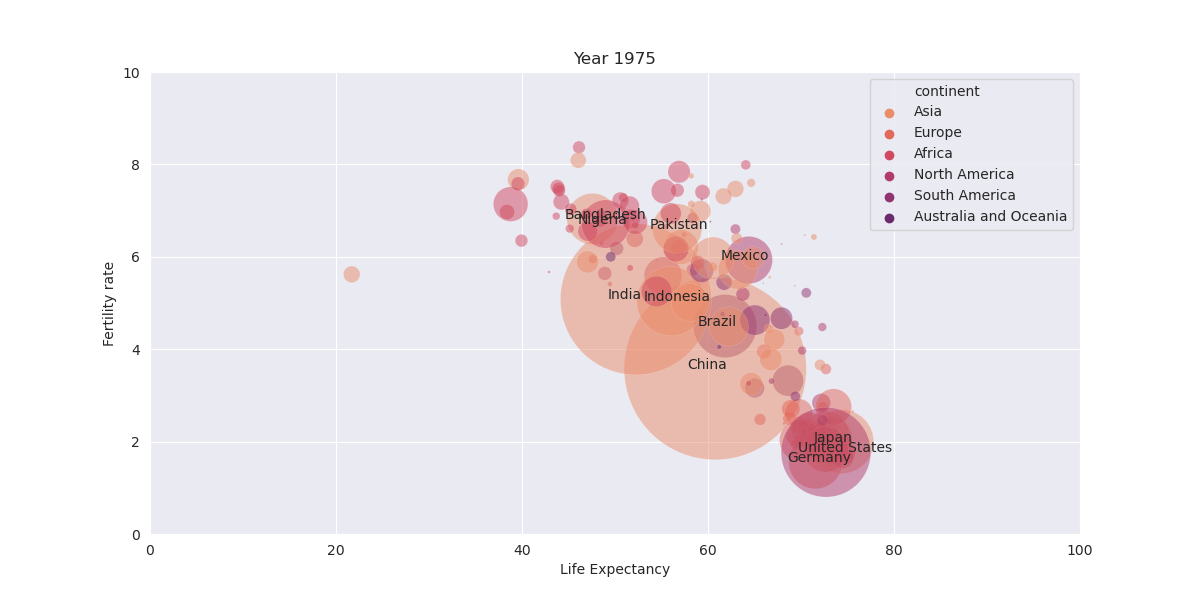 Year 1975
continent
Asia
Europe
Africa
North America
South America
Australia and Oceania
10
8
6
4
2
0
Fertility rate
Bangladesh
Nigeria
Pakistan
Mexico
India
Indonesia
Brazil
China
Japan
United States
Germany
0 20 40 60 80 100
Life Expectancy